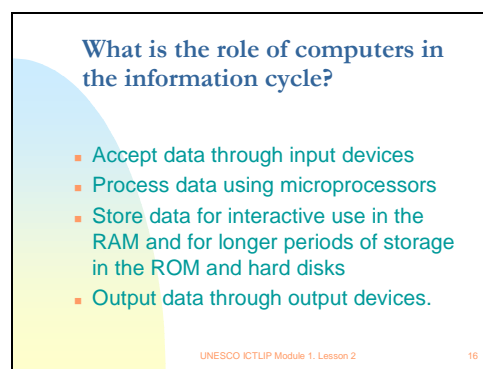 What is the role of computers in
the information cycle?
Accept data through input devices
Process data using microprocessors
Store data for interactive use in the
RAM and for longer periods of storage
in the ROM and hard disks
Output data through output devices.
UNESCO ICTLIP Module 1. Lesson 2
16